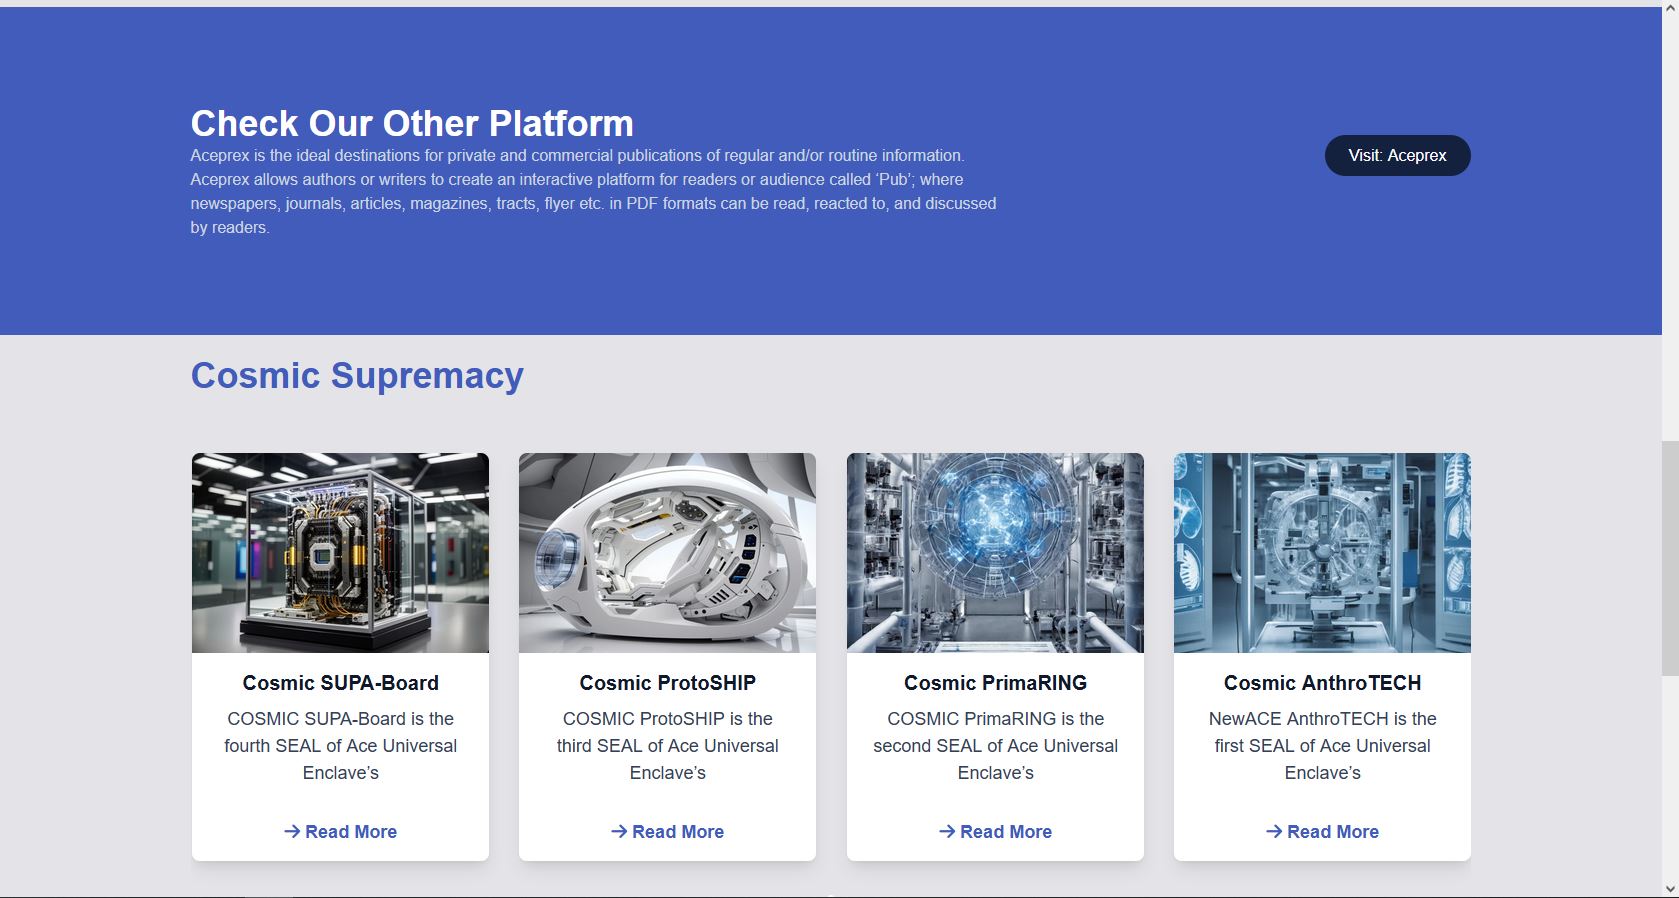 Check Our Other Platform
Aceprex is the ideal destinations for private and commercial publications of regular and/or routine information.
Aceprex allows authors or writers to create an interactive platform for readers or audience called ‘Pub’; where
newspapers, journals, articles, magazines, tracts, flyer etc. in PDF formats can be read, reacted to, and discussed
by readers.
Visit: Aceprex
Cosmic Supremacy
Cosmic SUPA-Board
COSMIC SUPA-Board is the
fourth SEAL of Ace Universal
Enclave’s
Read More
Cosmic ProtoSHIP
COSMIC ProtoSHIP is the
third SEAL of Ace Universal
Enclave’s
Read More
Cosmic PrimaRING
COSMIC PrimaRING is the
second SEAL of Ace Universal
Enclave’s
Read More
Cosmic AnthroTECH
NewACE AnthroTECH is the
first SEAL of Ace Universal
Enclave’s
Read More